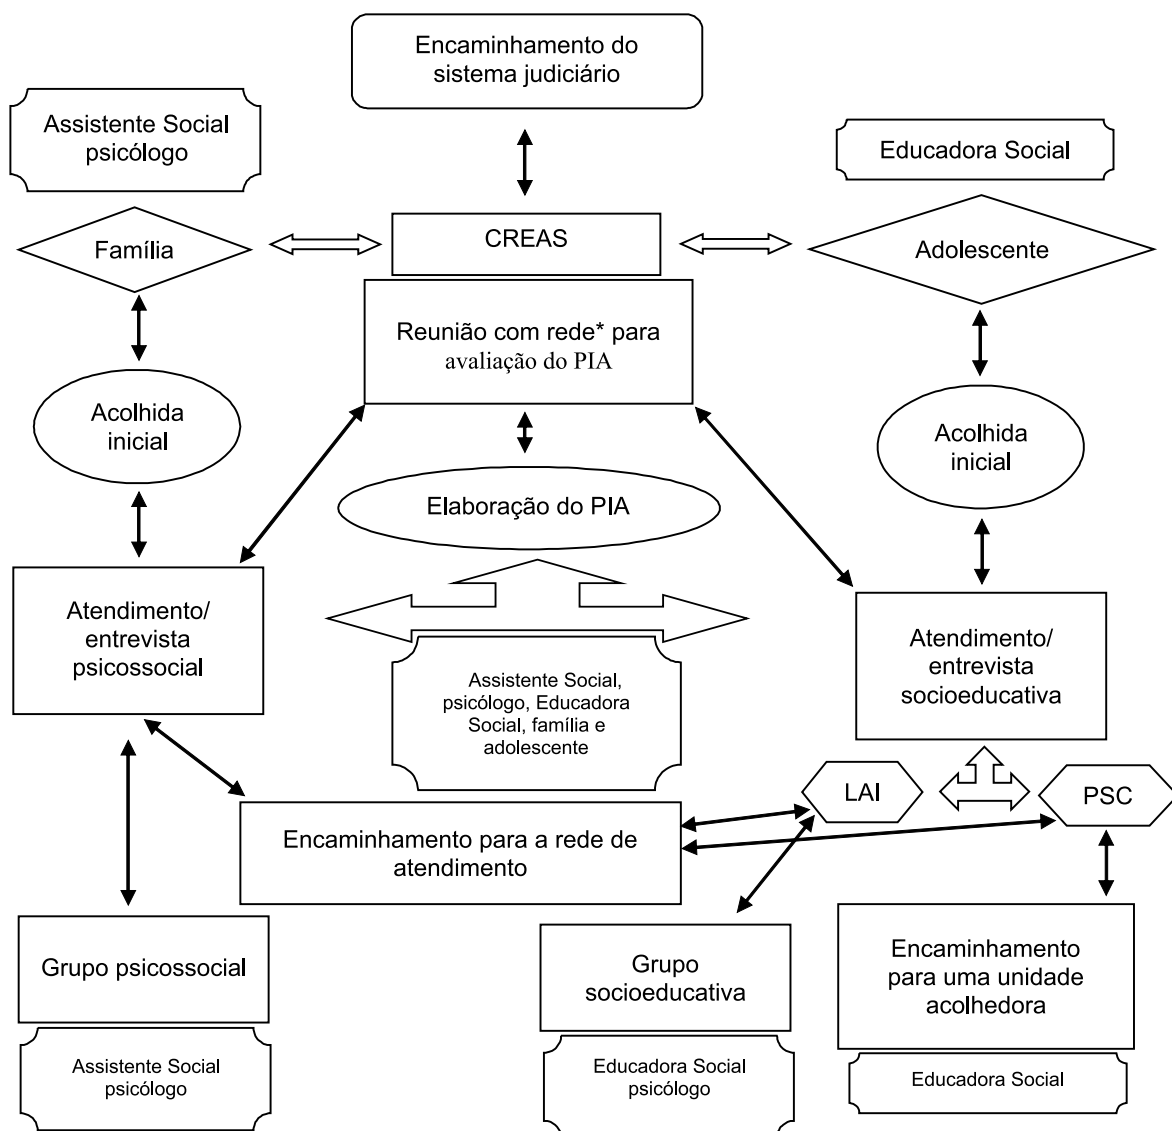 Encaminhamento do
sistema judiciário
Assistente Social
psicólogo
Educadora Social
Família
CREAS
Adolescente
Reunião com rede* para
avaliação do PIA
Acolhida
inicial
Acolhida
inicial
Elaboração do PIA
Atendimento/
entrevista
psicossocial
Atendimento/
entrevista
socioeducativa
Assistente Social,
psicólogo, Educadora
Social, família e
adolescente
LAI
PSC
Encaminhamento para a rede de
atendimento
Grupo psicossocial
Grupo
socioeducativa
Encaminhamento
para uma unidade
acolhedora
Assistente Social
psicólogo
Educadora Social
psicólogo
Educadora Social